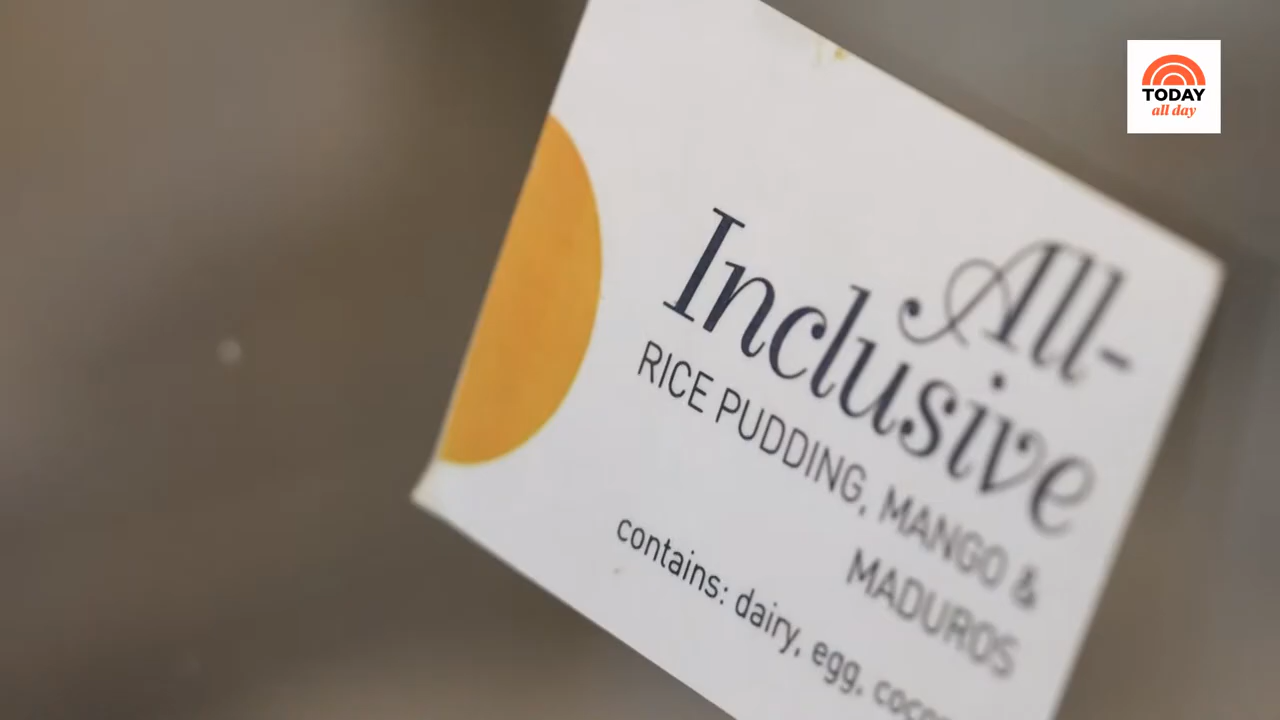 TODAY
all day
All-
Inclusive
RICE PUDDING, MANGO &
MADUROS
contains: dairy, egg,